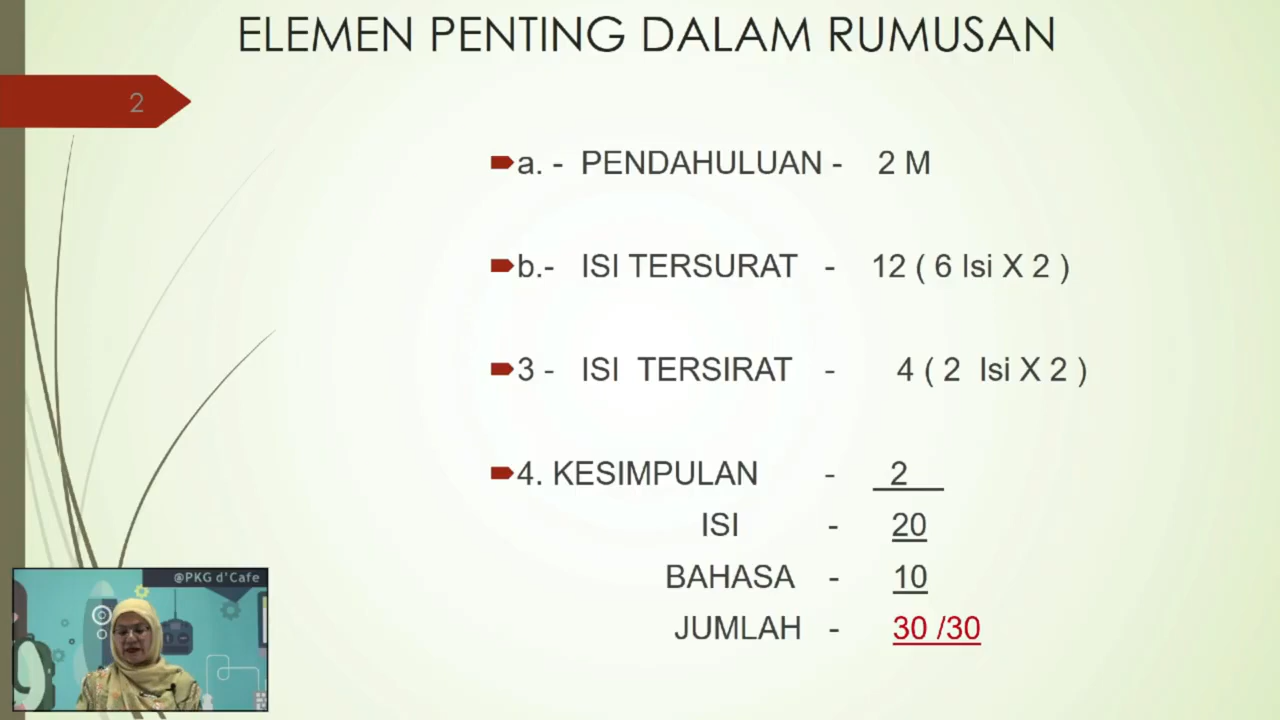 ELEMEN PENTING DALAM RUMUSAN
2
a. - PENDAHULUAN - 2 M
b.- ISI TERSURAT - 12 ( 6 Isi X 2 )
3 - ISI TERSIRAT - 4 ( 2 Isi X 2 )
4. KESIMPULAN - 2
ISI - 20
BAHASA - 10
JUMLAH - 30 /30
@PKG d'Cafe